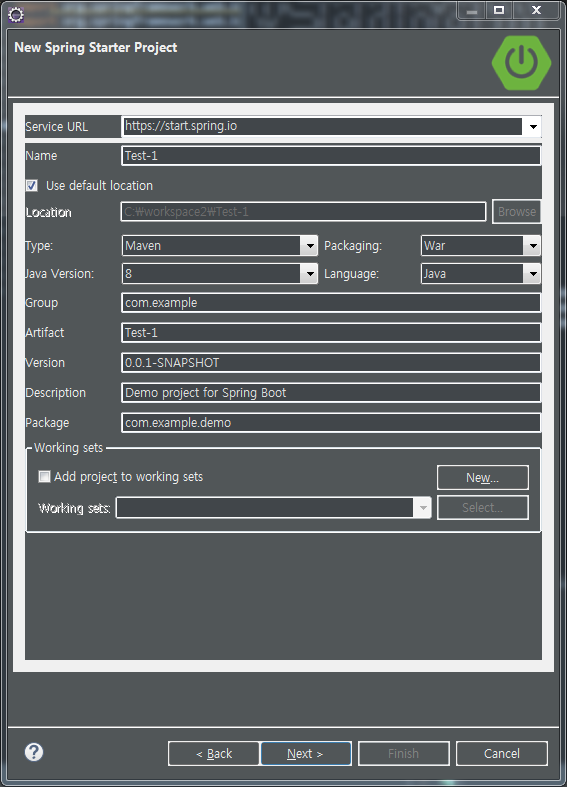 New Spring Starter Project
Service URL https://start.spring.io
Name Test-1
Use default location
Location C:₩workspace2₩Test-1 Browse
Type: Maven Packaging: War
Java Version: 8 Language: Java
Group com.example
Artifact Test-1
Version 0.0.1-SNAPSHOT
Description Demo project for Spring Boot
Package com.example.demo
Working sets
Add project to working sets New...
Working sets: Select...
? < Back Next > Finish Cancel